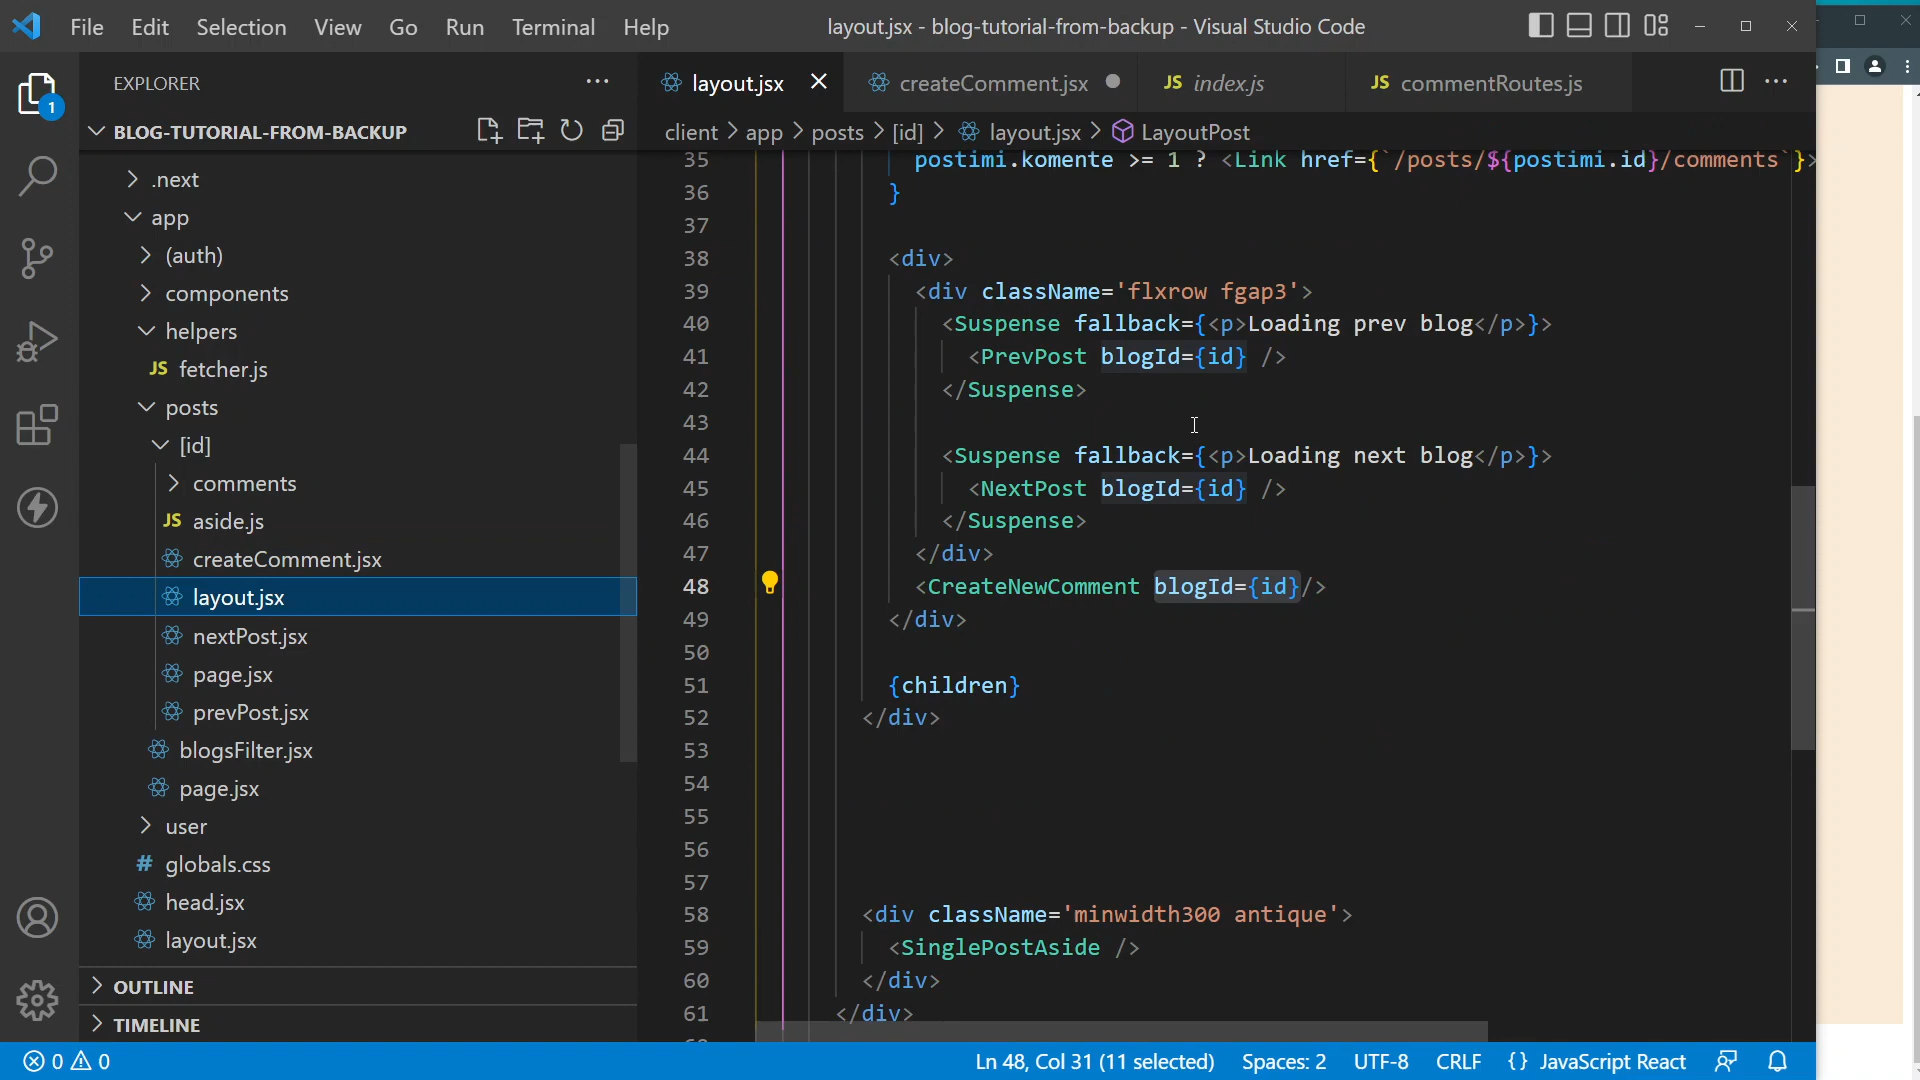 File Edit Selection View Go Run Terminal Help
layout.jsx - blog-tutorial-from-backup - Visual Studio Code
1
EXPLORER
BLOG-TUTORIAL-FROM-BACKUP
.next
app
(auth)
components
helpers
JS fetcher.js
posts
[id]
comments
JS aside.js
createComment.jsx
layout.jsx
nextPost.jsx
page.jsx
prevPost.jsx
blogsFilter.jsx
page.jsx
user
# globals.css
head.jsx
layout.jsx
OUTLINE
TIMELINE
layout.jsx createComment.jsx JS index.js JS commentRoutes.js
client > app > posts > [id] > layout.jsx > LayoutPost
35 postimi.komente >= 1 ? <Link href={`/posts/${postimi.id}/comments`}>
36 }
37
38 <div>
39 <div className='flxrow fgap3'>
40 <Suspense fallback={<p>Loading prev blog</p>}>
41 <PrevPost blogId={id} />
42 </Suspense>
43
44 <Suspense fallback={<p>Loading next blog</p>}>
45 <NextPost blogId={id} />
46 </Suspense>
47 </div>
48 <CreateNewComment blogId={id}/>
49 </div>
50
51 {children}
52 </div>
53
54
55
56
57
58 <div className='minwidth300 antique'>
59 <SinglePostAside />
60 </div>
61 </div>
0 0 Ln 48, Col 31 (11 selected) Spaces: 2 UTF-8 CRLF {} JavaScript React